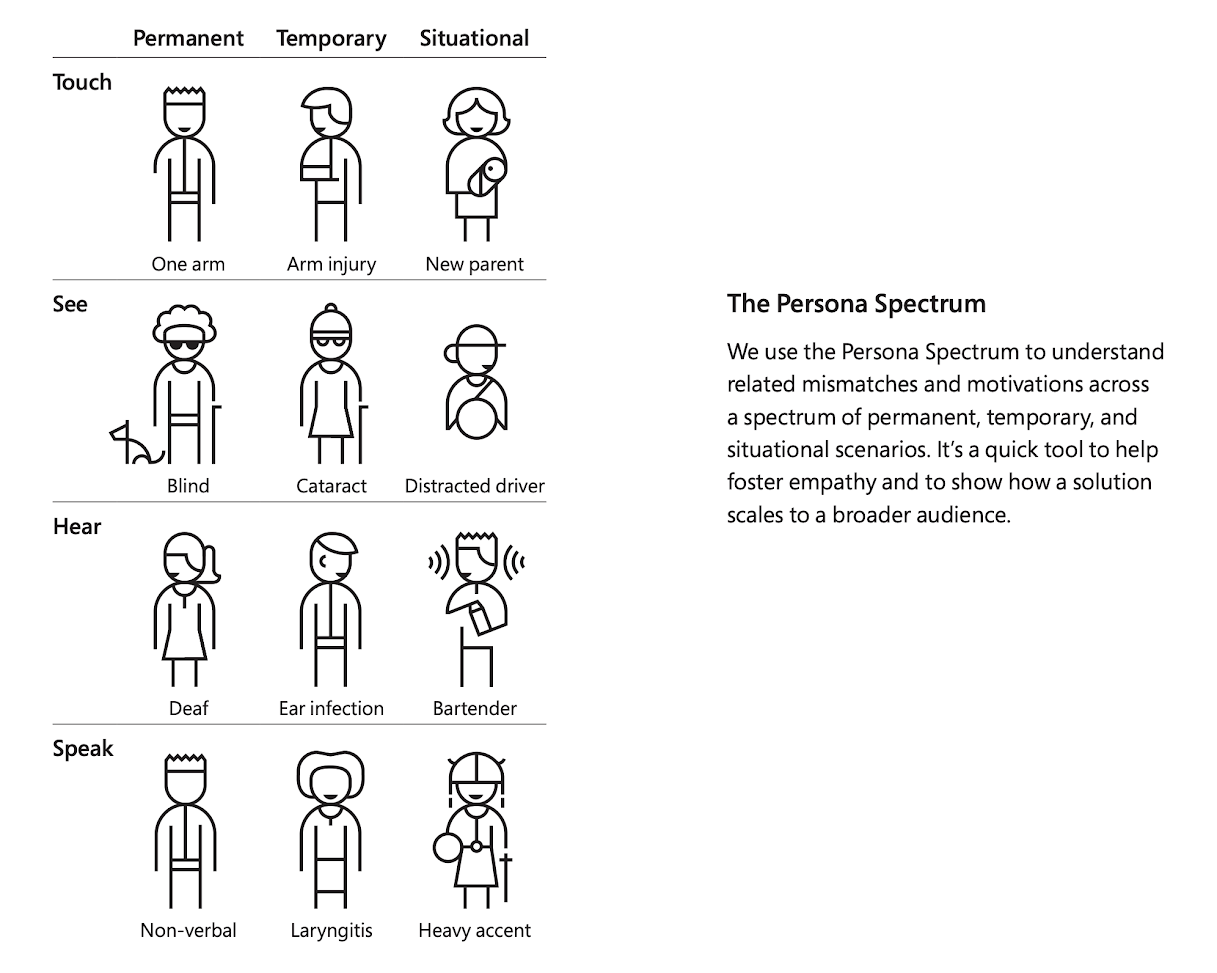 Permanent Temporary Situational
Touch
One arm Arm injury New parent
See
Blind Cataract Distracted driver
Hear
Deaf Ear infection Bartender
Speak
Non-verbal Laryngitis Heavy accent
The Persona Spectrum
We use the Persona Spectrum to understand
related mismatches and motivations across
a spectrum of permanent, temporary, and
situational scenarios. It’s a quick tool to help
foster empathy and to show how a solution
scales to a broader audience.